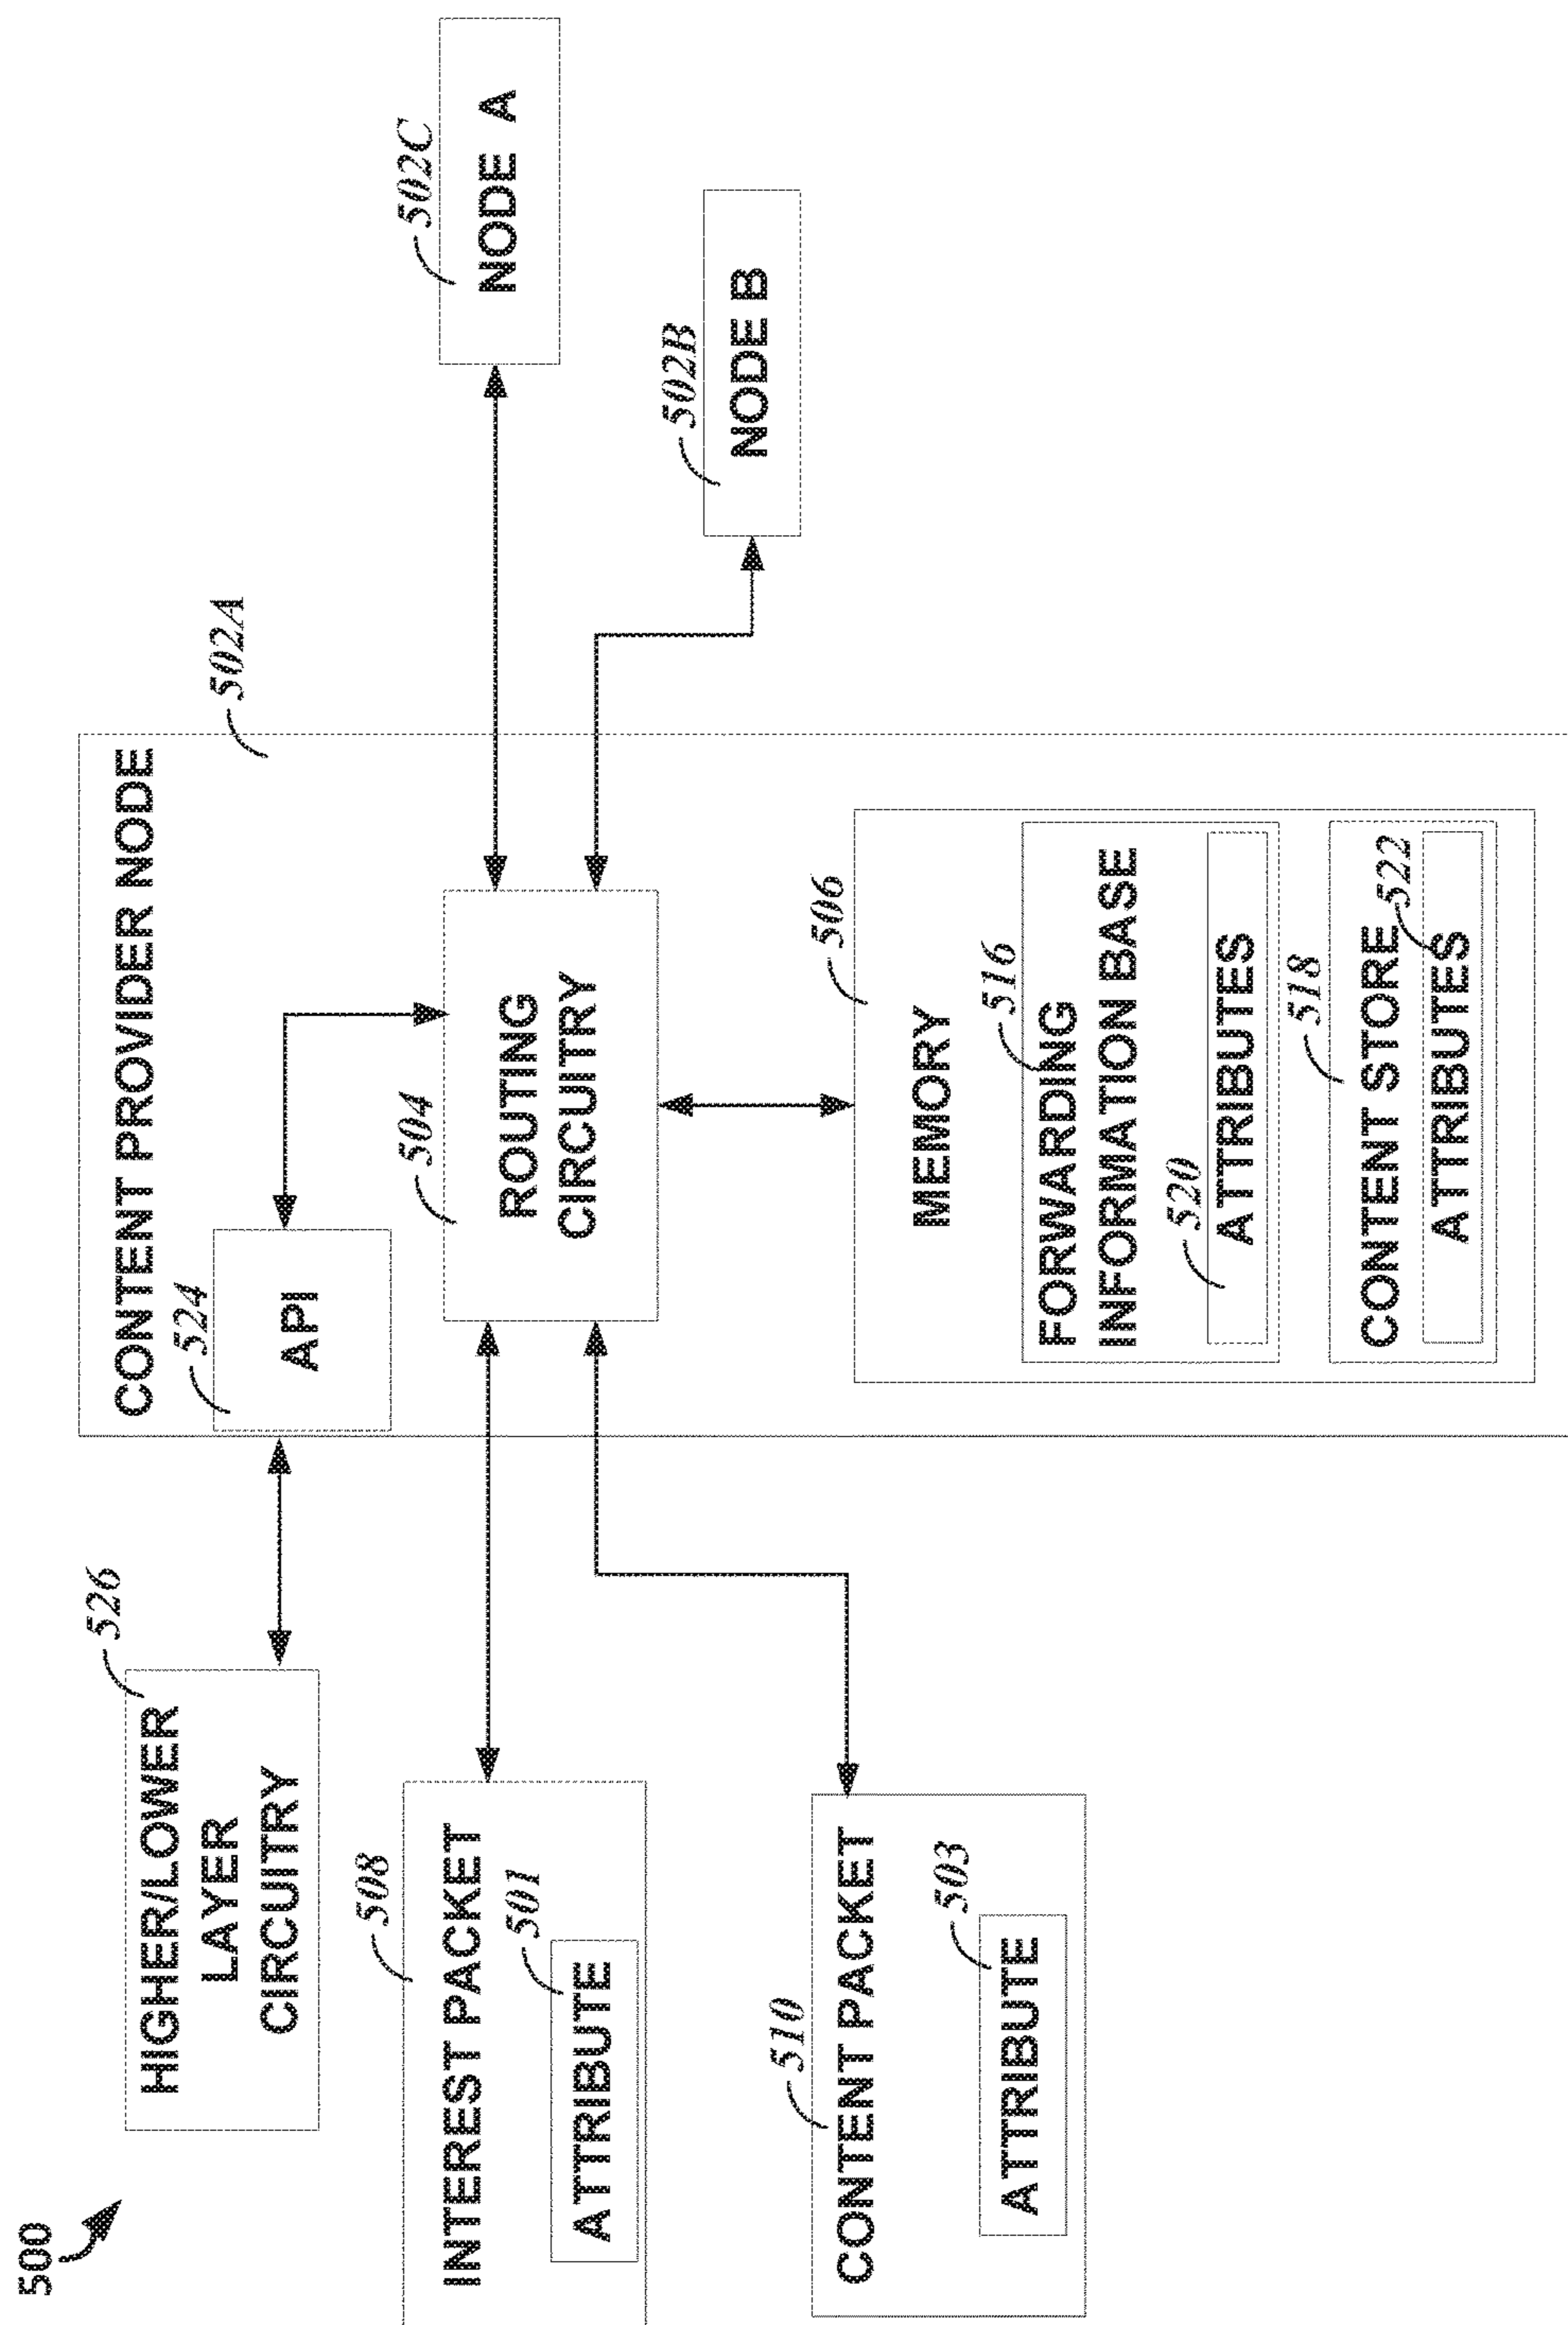 500
526
HIGHER/LOWER
LAYER
CIRCUITRY
508
INTEREST PACKET
501
ATTRIBUTE
510
CONTENT PACKET
503
ATTRIBUTE
CONTENT PROVIDER NODE
502A
524
API
504
ROUTING
CIRCUITRY
506
MEMORY
516
FORWARDING
INFORMATION BASE
520
ATTRIBUTES
518
CONTENT STORE
522
ATTRIBUTES
502C
NODE A
502B
NODE B